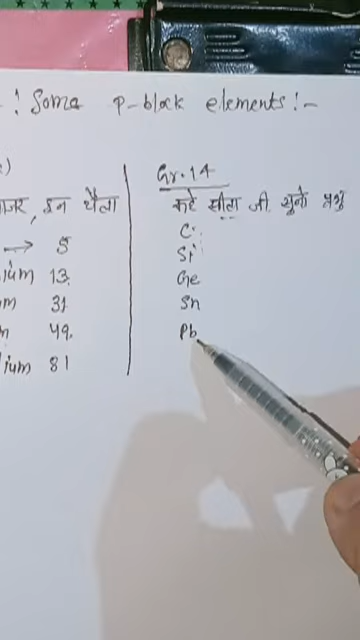 : Some p-block elements:-
Gr. 14
गाजर, इन थैला
कहे सीता जी सुनो प्रभु
→ 5
C
ium 13
Si
31
Ge
49
Sn
ium 81
Pb